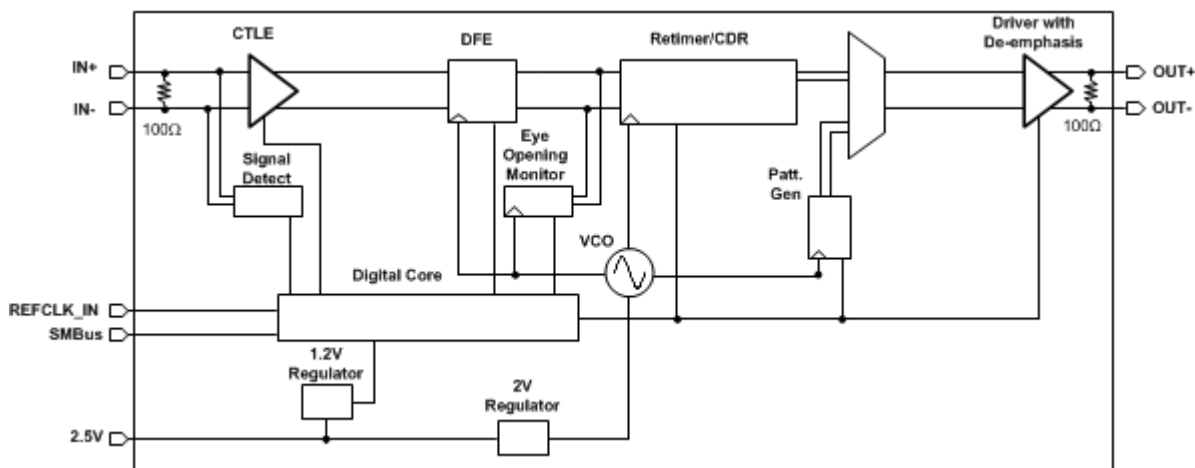 CTLE
DFE
Retimer/CDR
Driver with
De-emphasis
IN+
IN-
100Ω
OUT+
OUT-
100Ω
Signal
Detect
Eye
Opening
Monitor
Patt.
Gen
VCO
Digital Core
REFCLK_IN
SMBus
1.2V
Regulator
2V
Regulator
2.5V